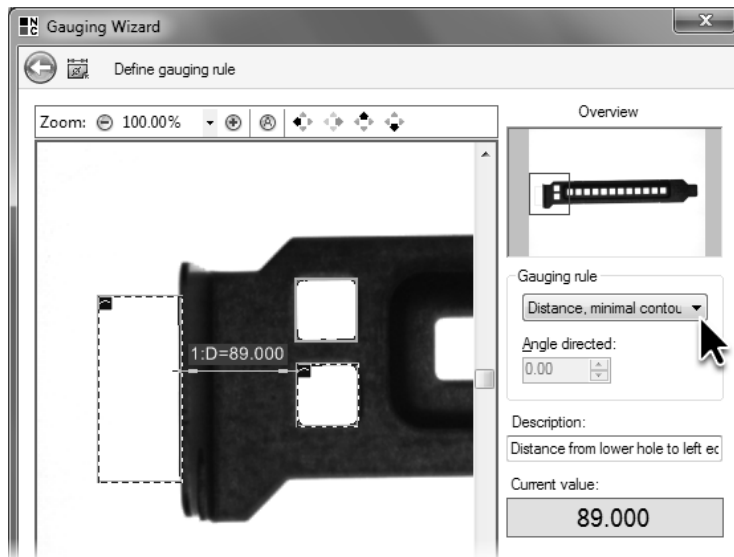 NC Gauging Wizard
Define gauging rule
Zoom: 100.00%
Overview
1:D=89.000
Gauging rule
Distance, minimal contou
Angle directed:
0.00
Description:
Distance from lower hole to left ec
Current value:
89.000